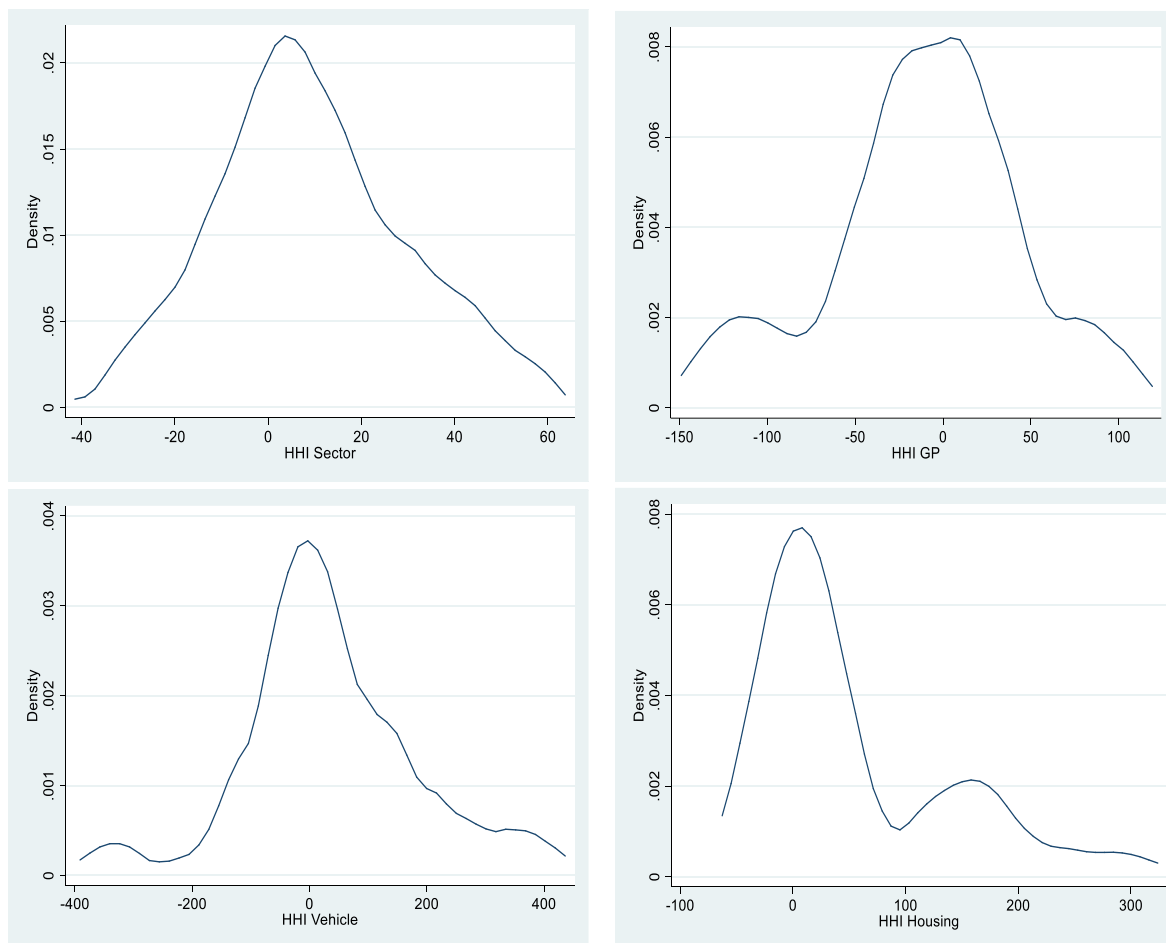 Density
.02
.015
.01
.005
0
-40 -20 0 20 40 60
HHI Sector
Density
.008
.006
.004
.002
0
-150 -100 -50 0 50 100
HHI GP
Density
.004
.003
.002
.001
0
-400 -200 0 200 400
HHI Vehicle
Density
.008
.006
.004
.002
0
-100 0 100 200 300
HHI Housing